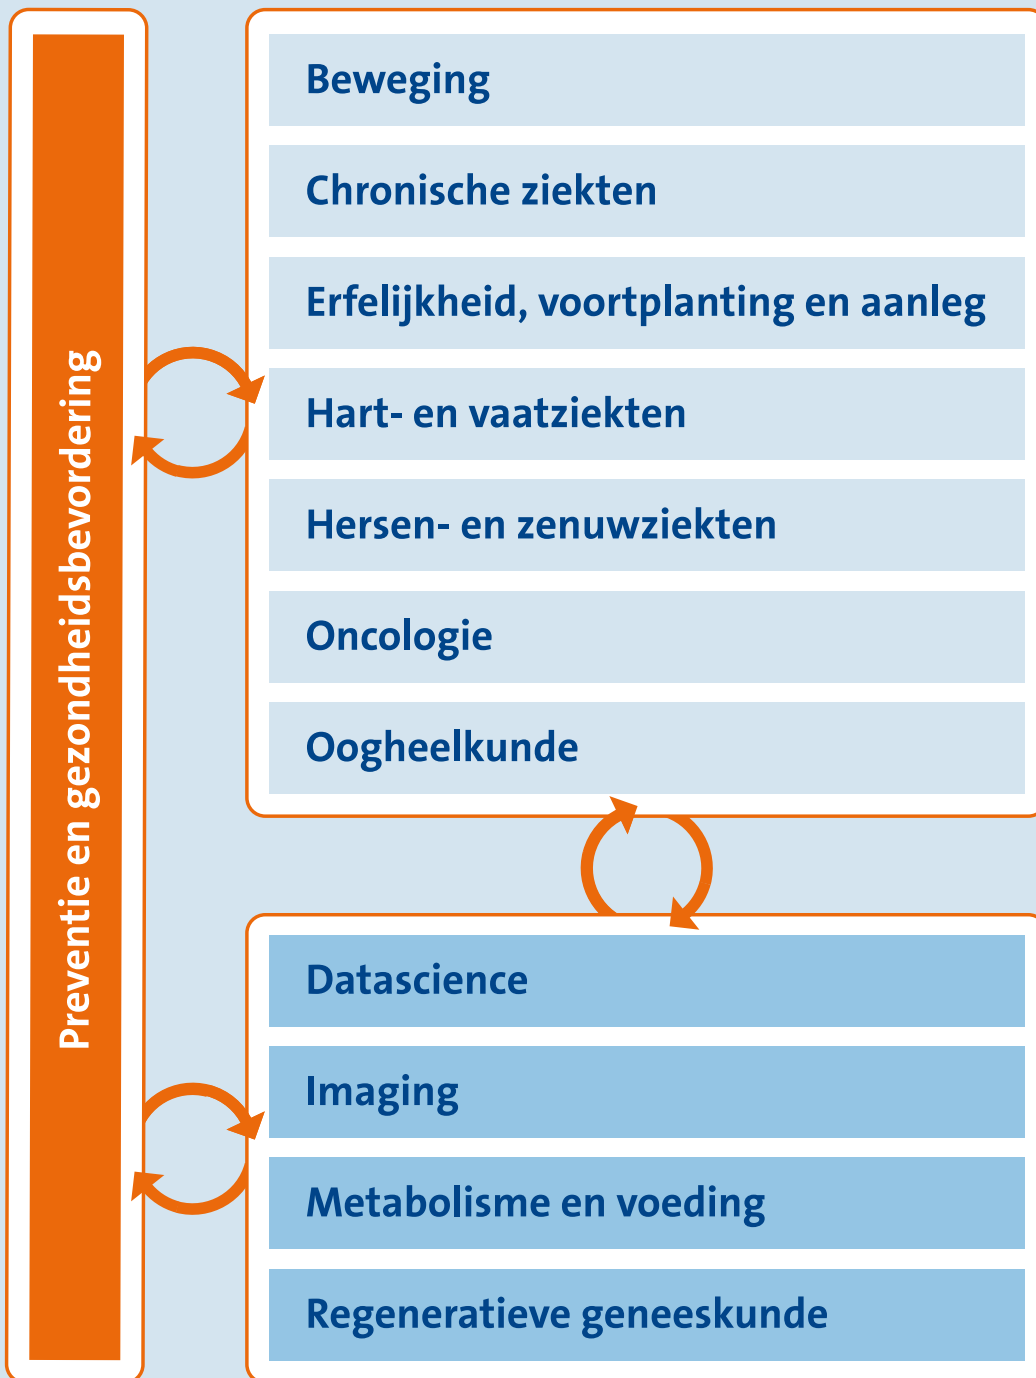 Preventie en gezondheidsbevordering
Beweging
Chronische ziekten
Erfelijkheid, voortplanting en aanleg
Hart- en vaatziekten
Hersen- en zenuwziekten
Oncologie
Oogheelkunde
Datascience
Imaging
Metabolisme en voeding
Regeneratieve geneeskunde